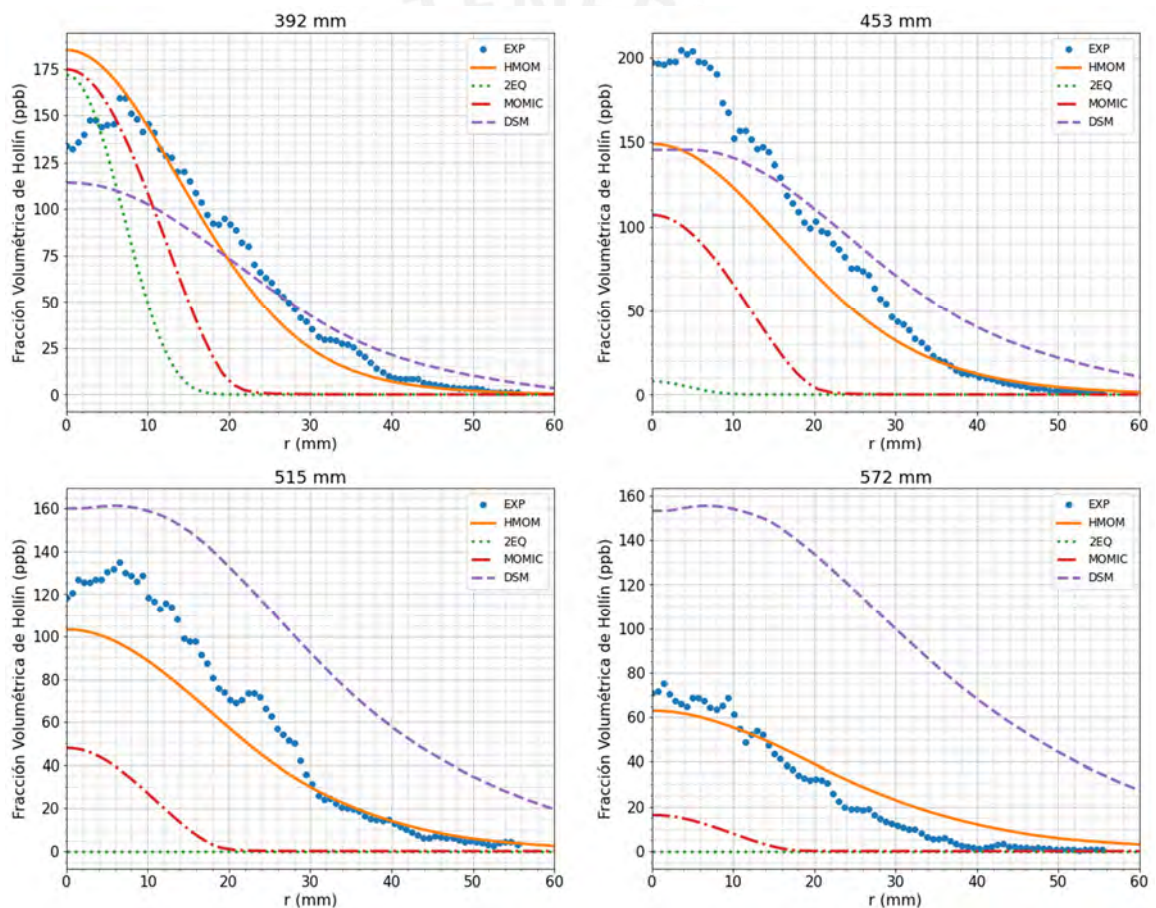 392 mm
Fracción Volumétrica de Hollín (ppb)
175
150
125
100
75
50
25
0
EXP
HMOM
2EQ
MOMIC
DSM
0 10 20 30 40 50 60
r (mm)
453 mm
Fracción Volumétrica de Hollín (ppb)
200
150
100
50
0
EXP
HMOM
2EQ
MOMIC
DSM
0 10 20 30 40 50 60
r (mm)
515 mm
Fracción Volumétrica de Hollín (ppb)
160
140
120
100
80
60
40
20
0
EXP
HMOM
2EQ
MOMIC
DSM
0 10 20 30 40 50 60
r (mm)
572 mm
Fracción Volumétrica de Hollín (ppb)
160
140
120
100
80
60
40
20
0
EXP
HMOM
2EQ
MOMIC
DSM
0 10 20 30 40 50 60
r (mm)